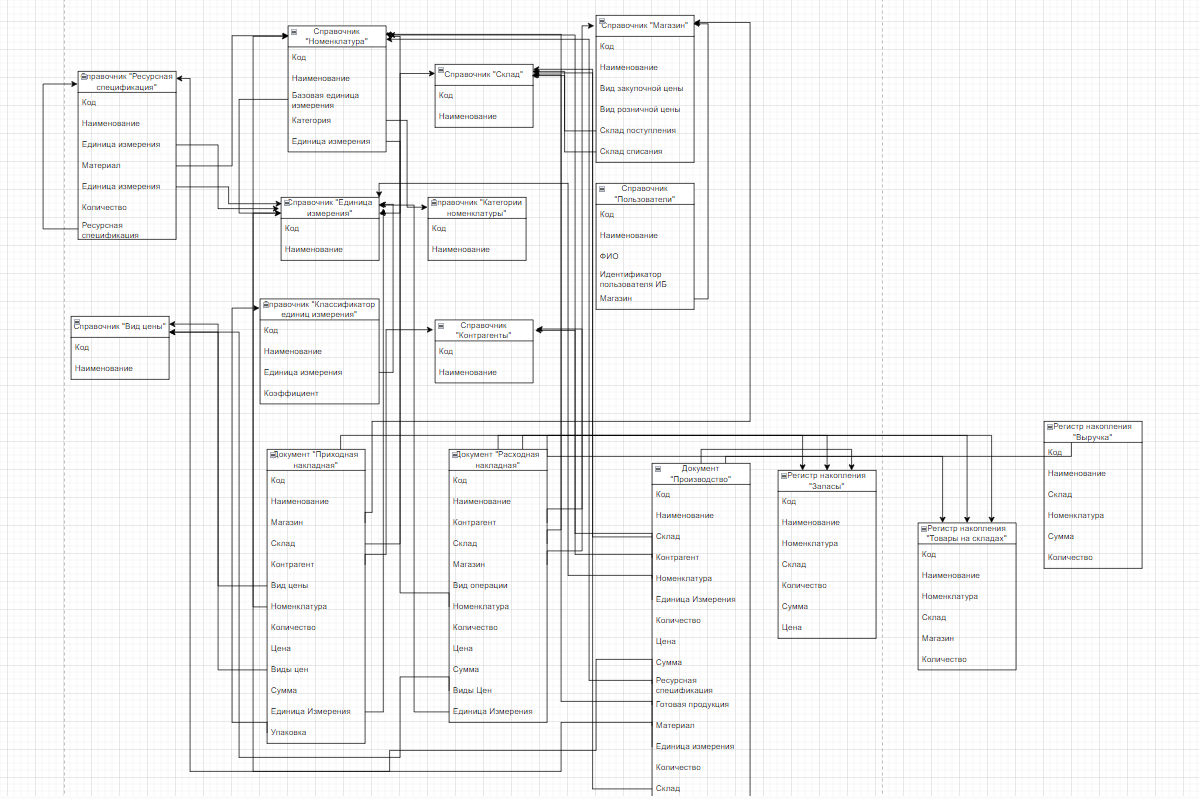 Справочник "Ресурсная
спецификация"
Код
Наименование
Единица измерения
Материал
Единица измерения
Количество
Ресурсная
спецификация
Справочник
"Номенклатура"
Код
Наименование
Базовая единица
измерения
Категория
Единица измерения
Справочник "Склад"
Код
Наименование
Справочник "Магазин"
Код
Наименование
Вид закупочной цены
Вид розничной цены
Склад поступления
Склад списания
Справочник "Единица
измерения"
Код
Наименование
Справочник "Категории
номенклатуры"
Код
Наименование
Справочник
"Пользователи"
Код
Наименование
ФИО
Идентификатор
пользователя ИБ
Магазин
Справочник "Вид цены"
Код
Наименование
Справочник "Классификатор
единиц измерения"
Код
Наименование
Единица измерения
Коэффициент
Справочник
"Контрагенты"
Код
Наименование
Документ "Приходная
накладная"
Код
Наименование
Магазин
Склад
Контрагент
Вид цены
Номенклатура
Количество
Цена
Виды цен
Сумма
Единица Измерения
Упаковка
Документ "Расходная
накладная"
Код
Наименование
Контрагент
Склад
Магазин
Вид операции
Номенклатура
Количество
Цена
Сумма
Виды Цен
Единица Измерения
Документ
"Производство"
Код
Наименование
Склад
Контрагент
Номенклатура
Единица Измерения
Количество
Цена
Сумма
Ресурсная
спецификация
Готовая продукция
Материал
Единица измерения
Количество
Склад
Регистр накопления
"Запасы"
Код
Наименование
Номенклатура
Склад
Количество
Сумма
Цена
Регистр накопления
"Товары на складах"
Код
Наименование
Номенклатура
Склад
Магазин
Количество
Регистр накопления
"Выручка"
Код
Наименование
Склад
Номенклатура
Сумма
Количество